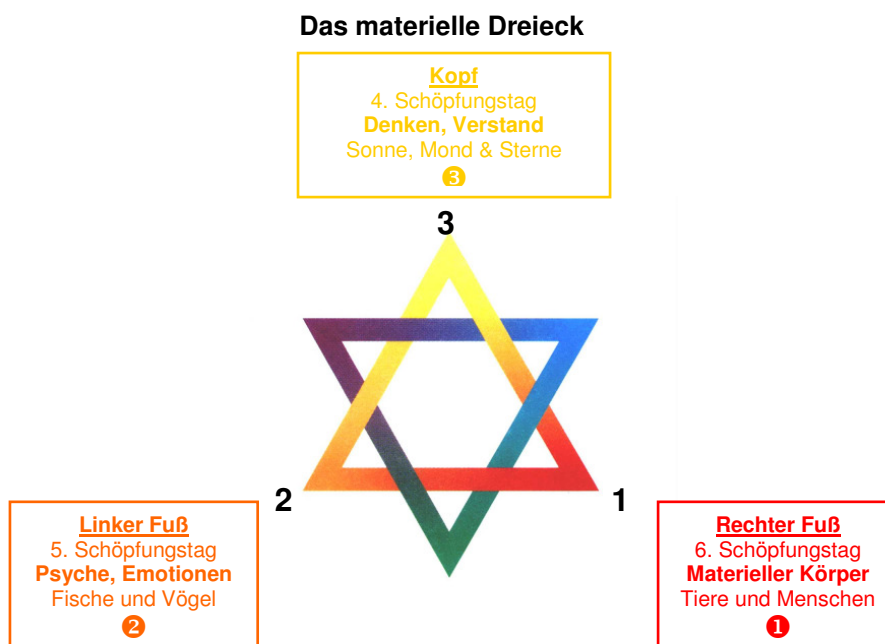 Das materielle Dreieck
Kopf
4. Schöpfungstag
Denken, Verstand
Sonne, Mond & Sterne
❸
3
2
1
Linker Fuß
5. Schöpfungstag
Psyche, Emotionen
Fische und Vögel
❷
Rechter Fuß
6. Schöpfungstag
Materieller Körper
Tiere und Menschen
❶